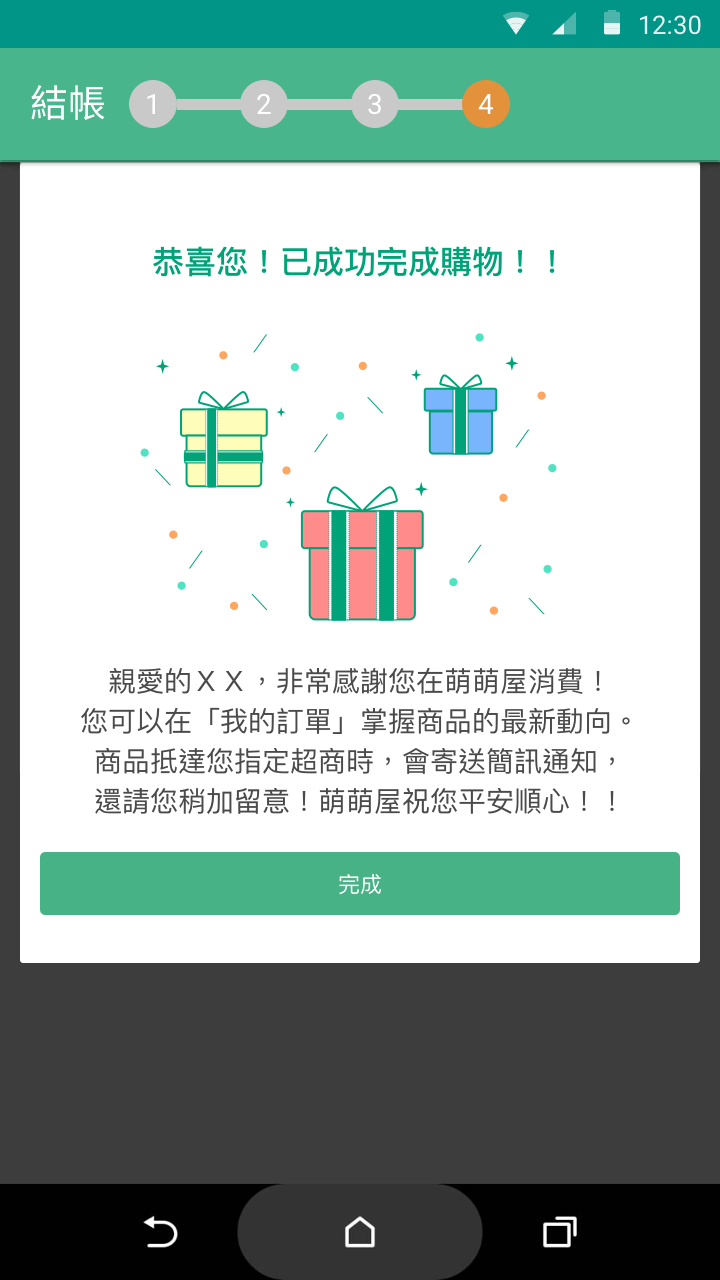 12:30
結帳 1 2 3 4
恭喜您！已成功完成購物！！
親愛的ＸＸ，非常感謝您在萌萌屋消費！
您可以在「我的訂單」掌握商品的最新動向。
商品抵達您指定超商時，會寄送簡訊通知，
還請您稍加留意！萌萌屋祝您平安順心！！
完成